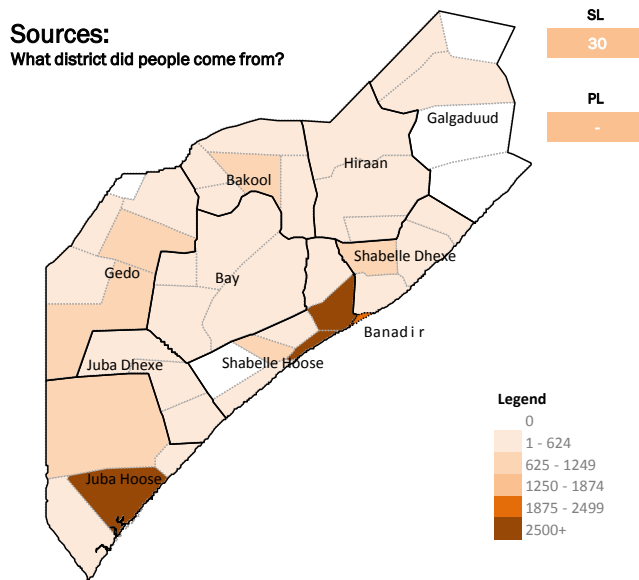 Sources:
What district did people come from?
SL
30
PL
-
Galgaduud
Hiraan
Bakool
Shabelle Dhexe
Gedo
Bay
Banadir
Juba Dhexe
Shabelle Hoose
Juba Hoose
Legend
0
1 - 624
625 - 1249
1250 - 1874
1875 - 2499
2500+